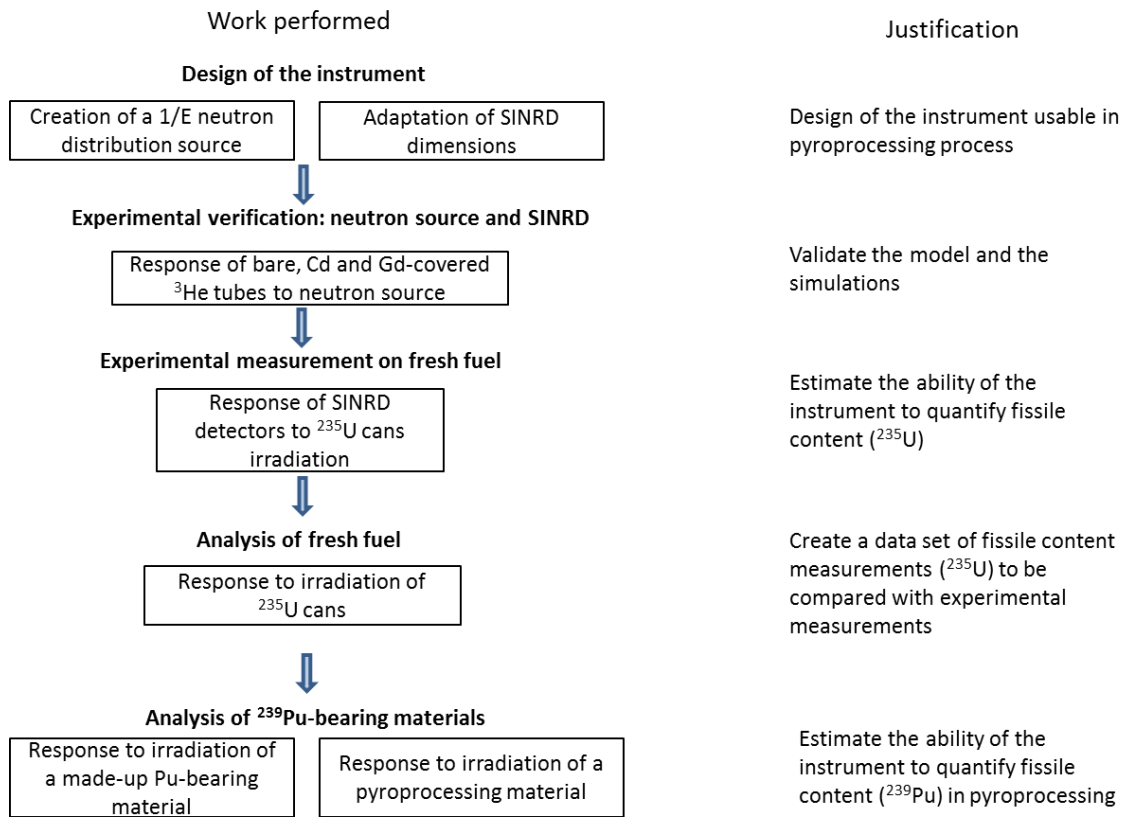 Work performed
Justification
Design of the instrument
Creation of a 1/E neutron
distribution source
Adaptation of SINRD
dimensions
Design of the instrument usable in
pyroprocessing process
Experimental verification: neutron source and SINRD
Response of bare, Cd and Gd-covered
³He tubes to neutron source
Validate the model and the
simulations
Experimental measurement on fresh fuel
Response of SINRD
detectors to ²³⁵U cans
irradiation
Estimate the ability of the
instrument to quantify fissile
content (²³⁵U)
Analysis of fresh fuel
Response to irradiation of
²³⁵U cans
Create a data set of fissile content
measurements (²³⁵U) to be
compared with experimental
measurements
Analysis of ²³⁹Pu-bearing materials
Response to irradiation of
a made-up Pu-bearing
material
Response to irradiation of a
pyroprocessing material
Estimate the ability of the
instrument to quantify fissile
content (²³⁹Pu) in pyroprocessing